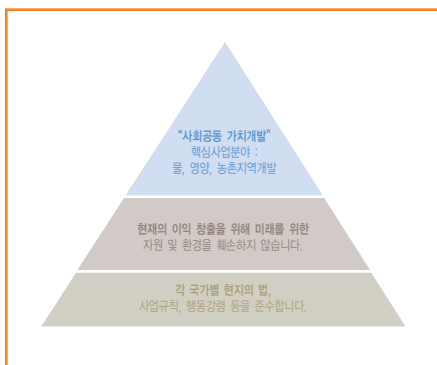 “사회공동 가치개발”
핵심사업분야 :
물, 영양, 농촌지역개발
현재의 이익 창출을 위해 미래를 위한
자원 및 환경을 훼손하지 않습니다.
각 국가별 현지의 법,
사업규칙, 행동강령 등을 준수합니다.